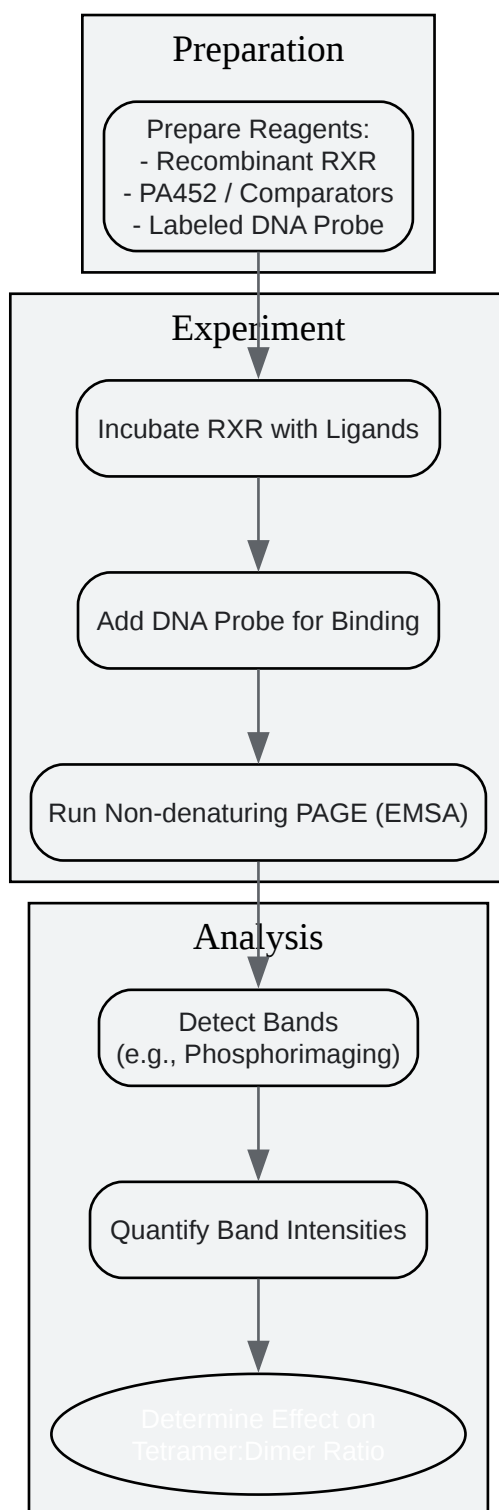 Preparation
Prepare Reagents:
- Recombinant RXR
- PA452 / Comparators
- Labeled DNA Probe
Experiment
Incubate RXR with Ligands
Add DNA Probe for Binding
Run Non-denaturing PAGE (EMSA)
Analysis
Detect Bands
(e.g., Phosphorimaging)
Quantify Band Intensities
Determine Effect on
Tetramer:Dimer Ratio